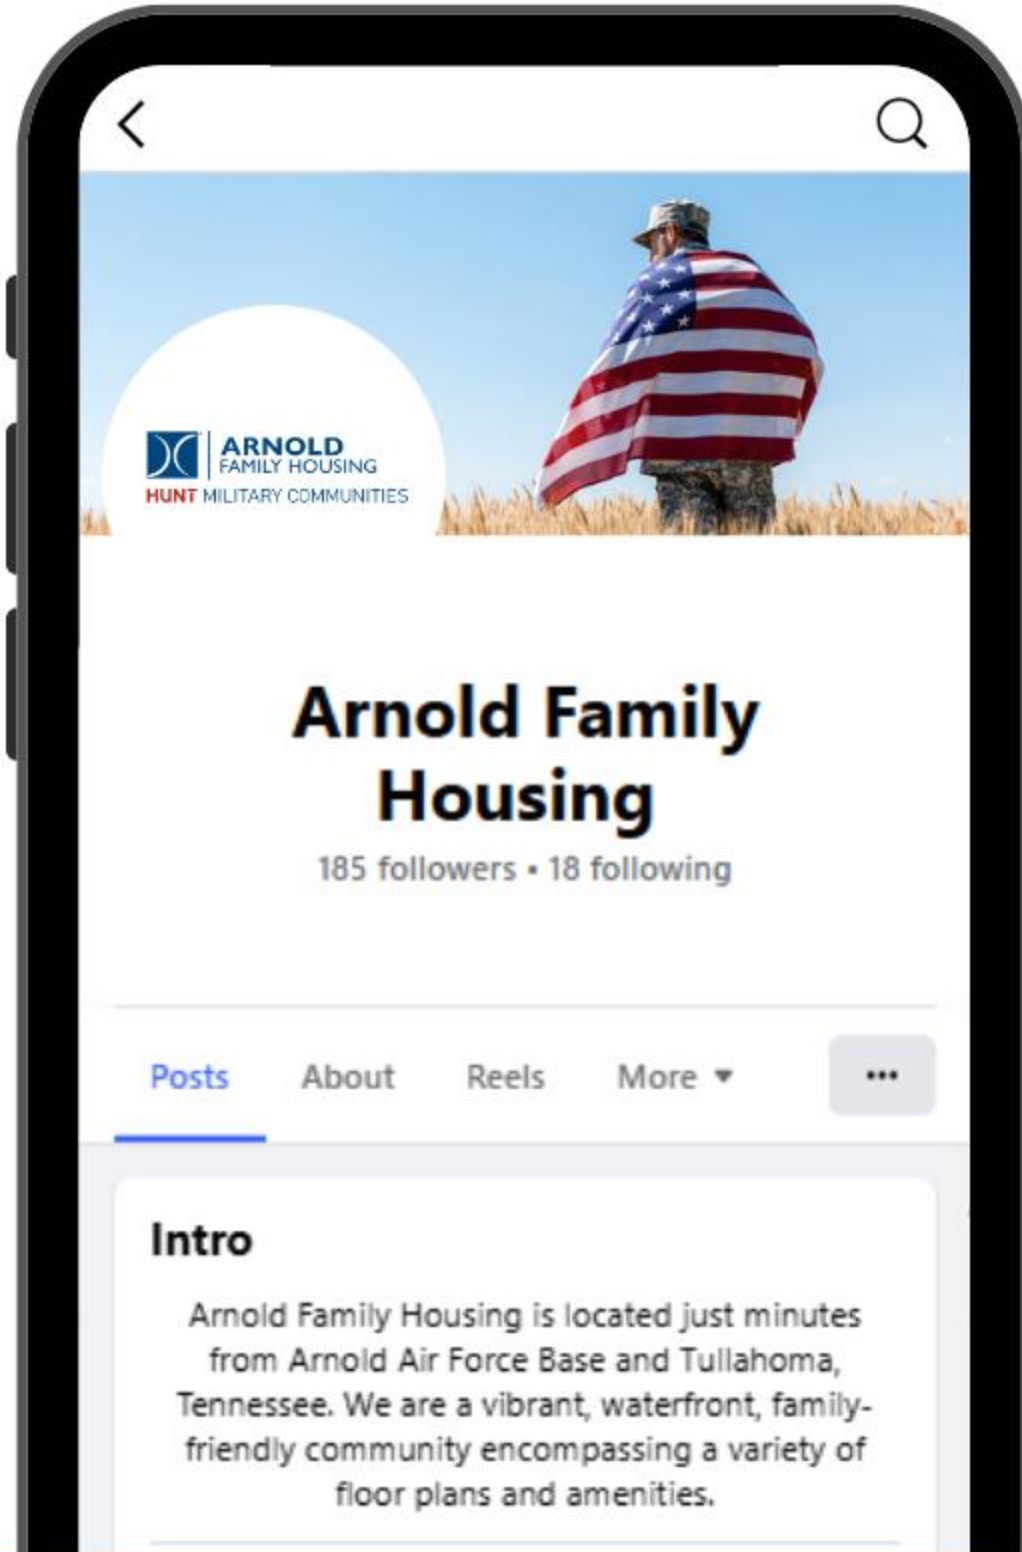 ARNOLD
FAMILY HOUSING
HUNT MILITARY COMMUNITIES
Arnold Family
Housing
185 followers • 18 following
Posts About Reels More ▼ •••
Intro
Arnold Family Housing is located just minutes
from Arnold Air Force Base and Tullahoma,
Tennessee. We are a vibrant, waterfront, family-
friendly community encompassing a variety of
floor plans and amenities.